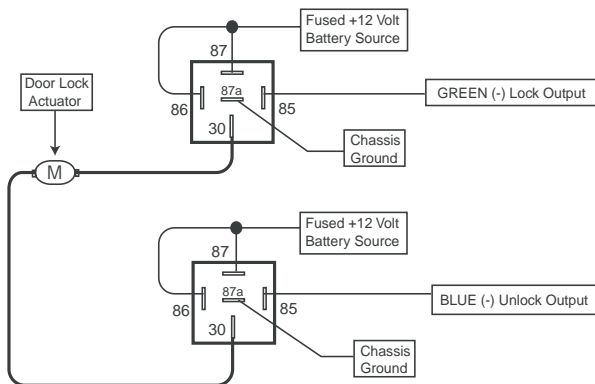 Fused +12 Volt
Battery Source
87
Door Lock
Actuator
87a
86
85
GREEN (-) Lock Output
30
Chassis
Ground
M
Fused +12 Volt
Battery Source
87
87a
86
85
BLUE (-) Unlock Output
30
Chassis
Ground